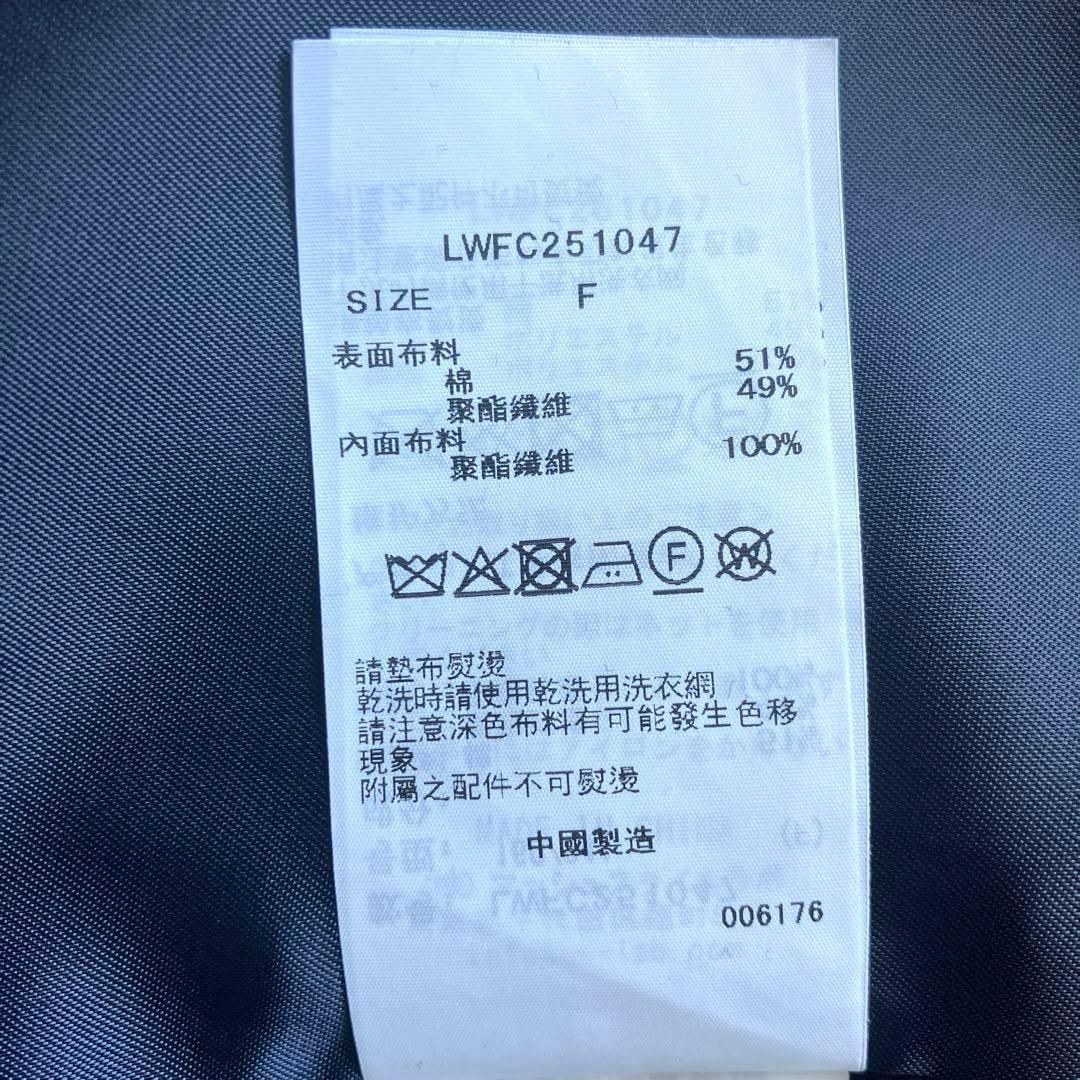 LWFC251047
SIZE F
表面布料
棉 51%
聚酯纖維 49%
內面布料
聚酯纖維 100%
F W
請墊布熨燙
乾洗時請使用乾洗用洗衣網
請注意深色布料有可能發生色移
現象
附屬之配件不可熨燙
中國製造
006176